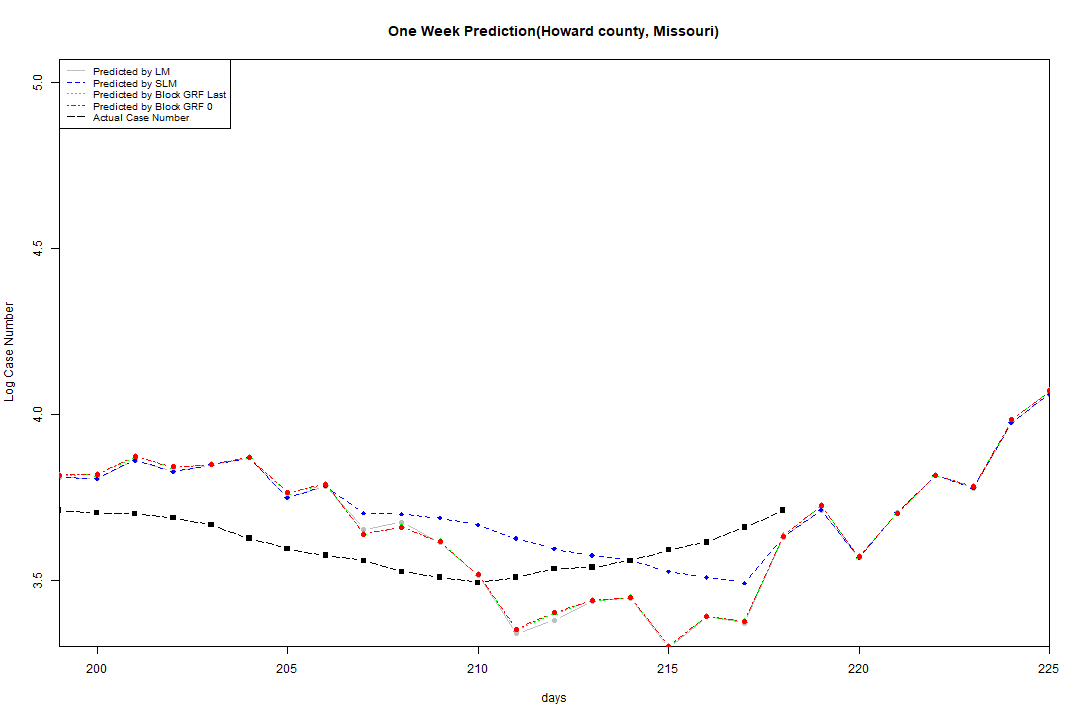 One Week Prediction(Howard county, Missouri)
Predicted by LM
Predicted by SLM
Predicted by Block GRF Last
Predicted by Block GRF 0
Actual Case Number
5.0
4.5
4.0
3.5
Log Case Number
200 205 210 215 220 225
days